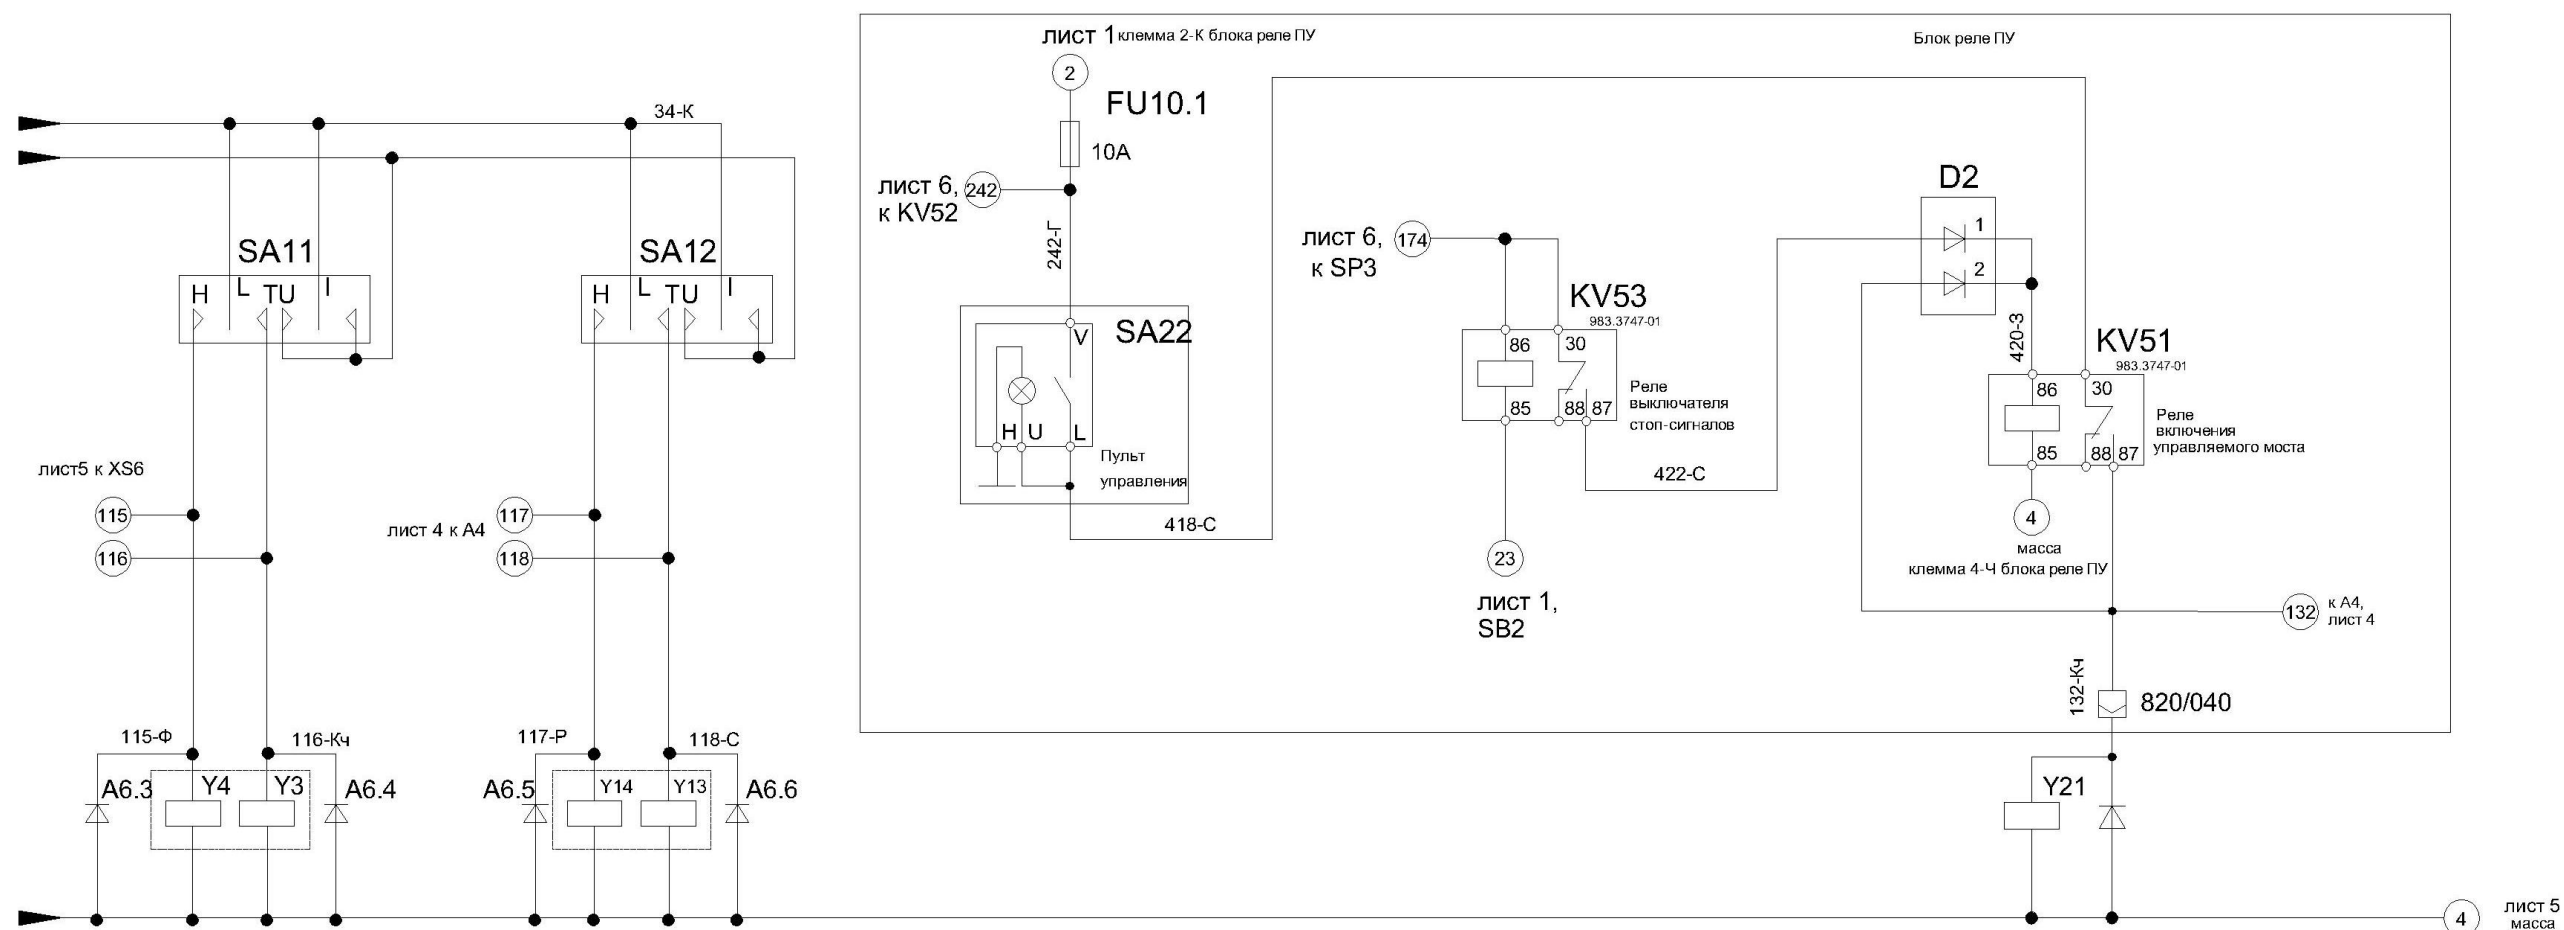 34-К
SA11
H
L
TU
I
SA12
H
L
TU
I
лист5 к XS6
115
116
лист 4 к А4
117
118
115-Ф
116-Кч
A6.3
Y4
Y3
A6.4
117-Р
118-С
A6.5
Y14
Y13
A6.6
Блок реле ПУ
лист 1 клемма 2-К блока реле ПУ
2
FU10.1
10A
лист 6,
к KV52
242
242-Г
SA22
V
H
U
L
Пульт
управления
418-С
лист 6,
к SP3
174
KV53
983.3747-01
86
30
85
88
87
Реле
выключателя
стоп-сигналов
422-С
23
лист 1,
SB2
D2
1
2
420-З
KV51
983.3747-01
86
30
85
88
87
Реле
включения
управляемого моста
4
масса
клемма 4-Ч блока реле ПУ
132
к А4,
лист 4
132-Кч
820/040
Y21
4
лист 5
масса